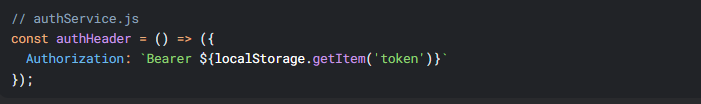 // authService.js
const authHeader = () => ({
  Authorization: `Bearer ${localStorage.getItem('token')}`
});